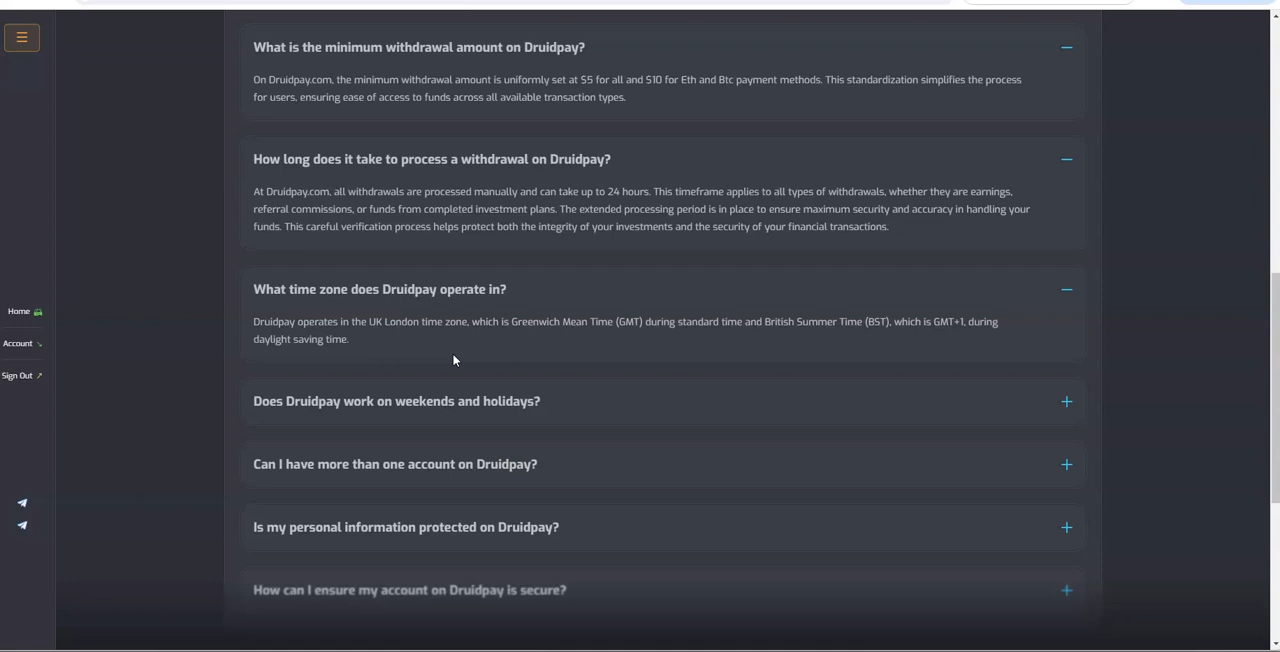 ☰
What is the minimum withdrawal amount on Druidpay?
On Druidpay.com, the minimum withdrawal amount is uniformly set at $5 for all and $10 for Eth and Btc payment methods. This standardization simplifies the process
for users, ensuring ease of access to funds across all available transaction types.
How long does it take to process a withdrawal on Druidpay?
At Druidpay.com, all withdrawals are processed manually and can take up to 24 hours. This timeframe applies to all types of withdrawals, whether they are earnings,
referral commissions, or funds from completed investment plans. The extended processing period is in place to ensure maximum security and accuracy in handling your
funds. This careful verification process helps protect both the integrity of your investments and the security of your financial transactions.
What time zone does Druidpay operate in?
Druidpay operates in the UK London time zone, which is Greenwich Mean Time (GMT) during standard time and British Summer Time (BST), which is GMT+1, during
daylight saving time.
Does Druidpay work on weekends and holidays?
Can I have more than one account on Druidpay?
Is my personal information protected on Druidpay?
How can I ensure my account on Druidpay is secure?
Home
Account
Sign Out